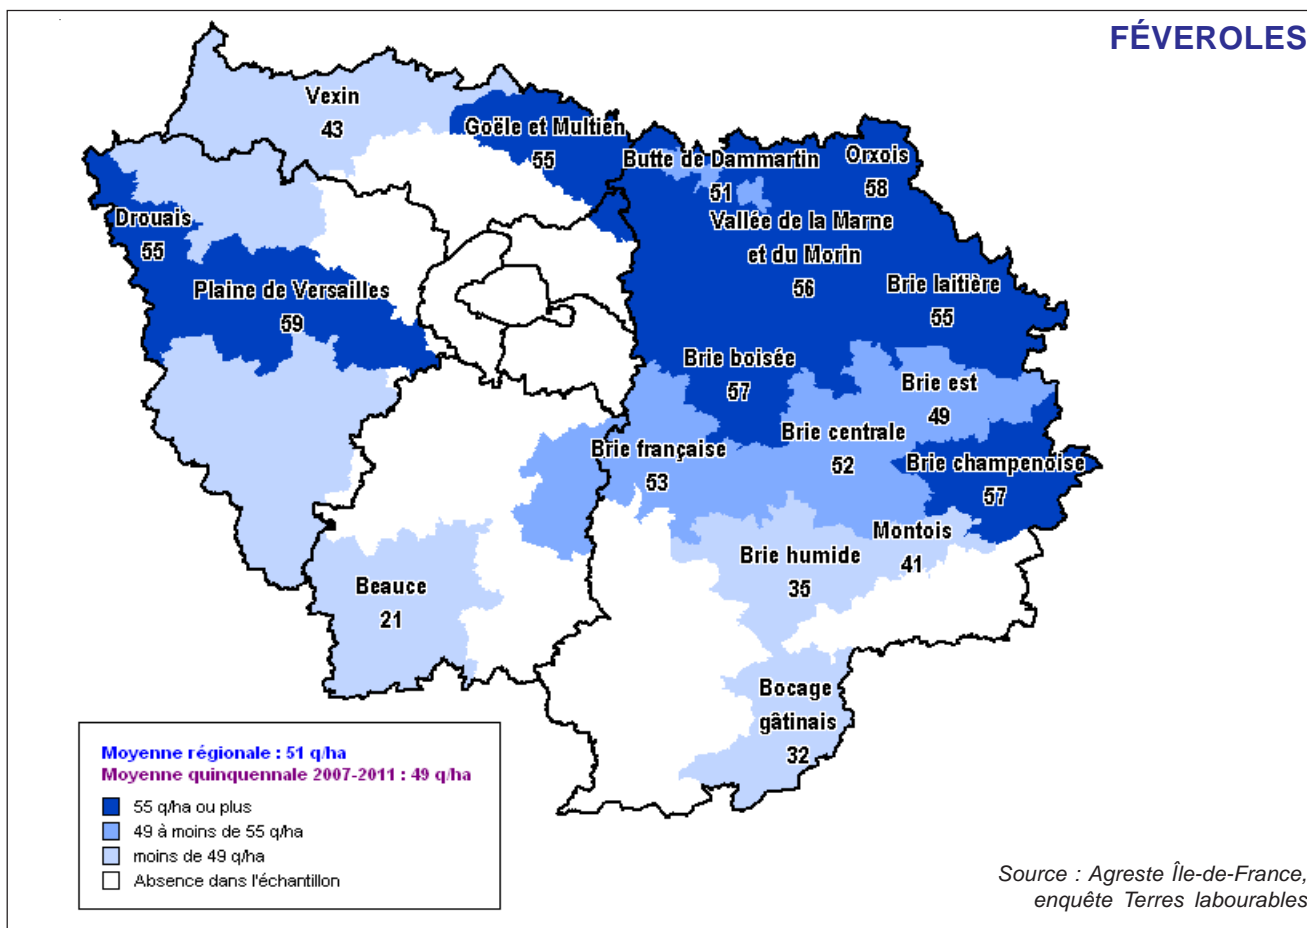 FÉVEROLES
Vexin
43
Goële et Multien
55
Butte de Dammartin
51
Orxois
58
Drouais
55
Vallée de la Marne
et du Morin
56
Plaine de Versailles
59
Brie laitière
55
Brie boisée
57
Brie est
49
Brie française
53
Brie centrale
52
Brie champenoise
57
Montois
41
Brie humide
35
Beauce
21
Bocage
gâtinais
32
Moyenne régionale : 51 q/ha
Moyenne quinquennale 2007-2011 : 49 q/ha
55 q/ha ou plus
49 à moins de 55 q/ha
moins de 49 q/ha
Absence dans l'échantillon
Source : Agreste Île-de-France,
enquête Terres labourables